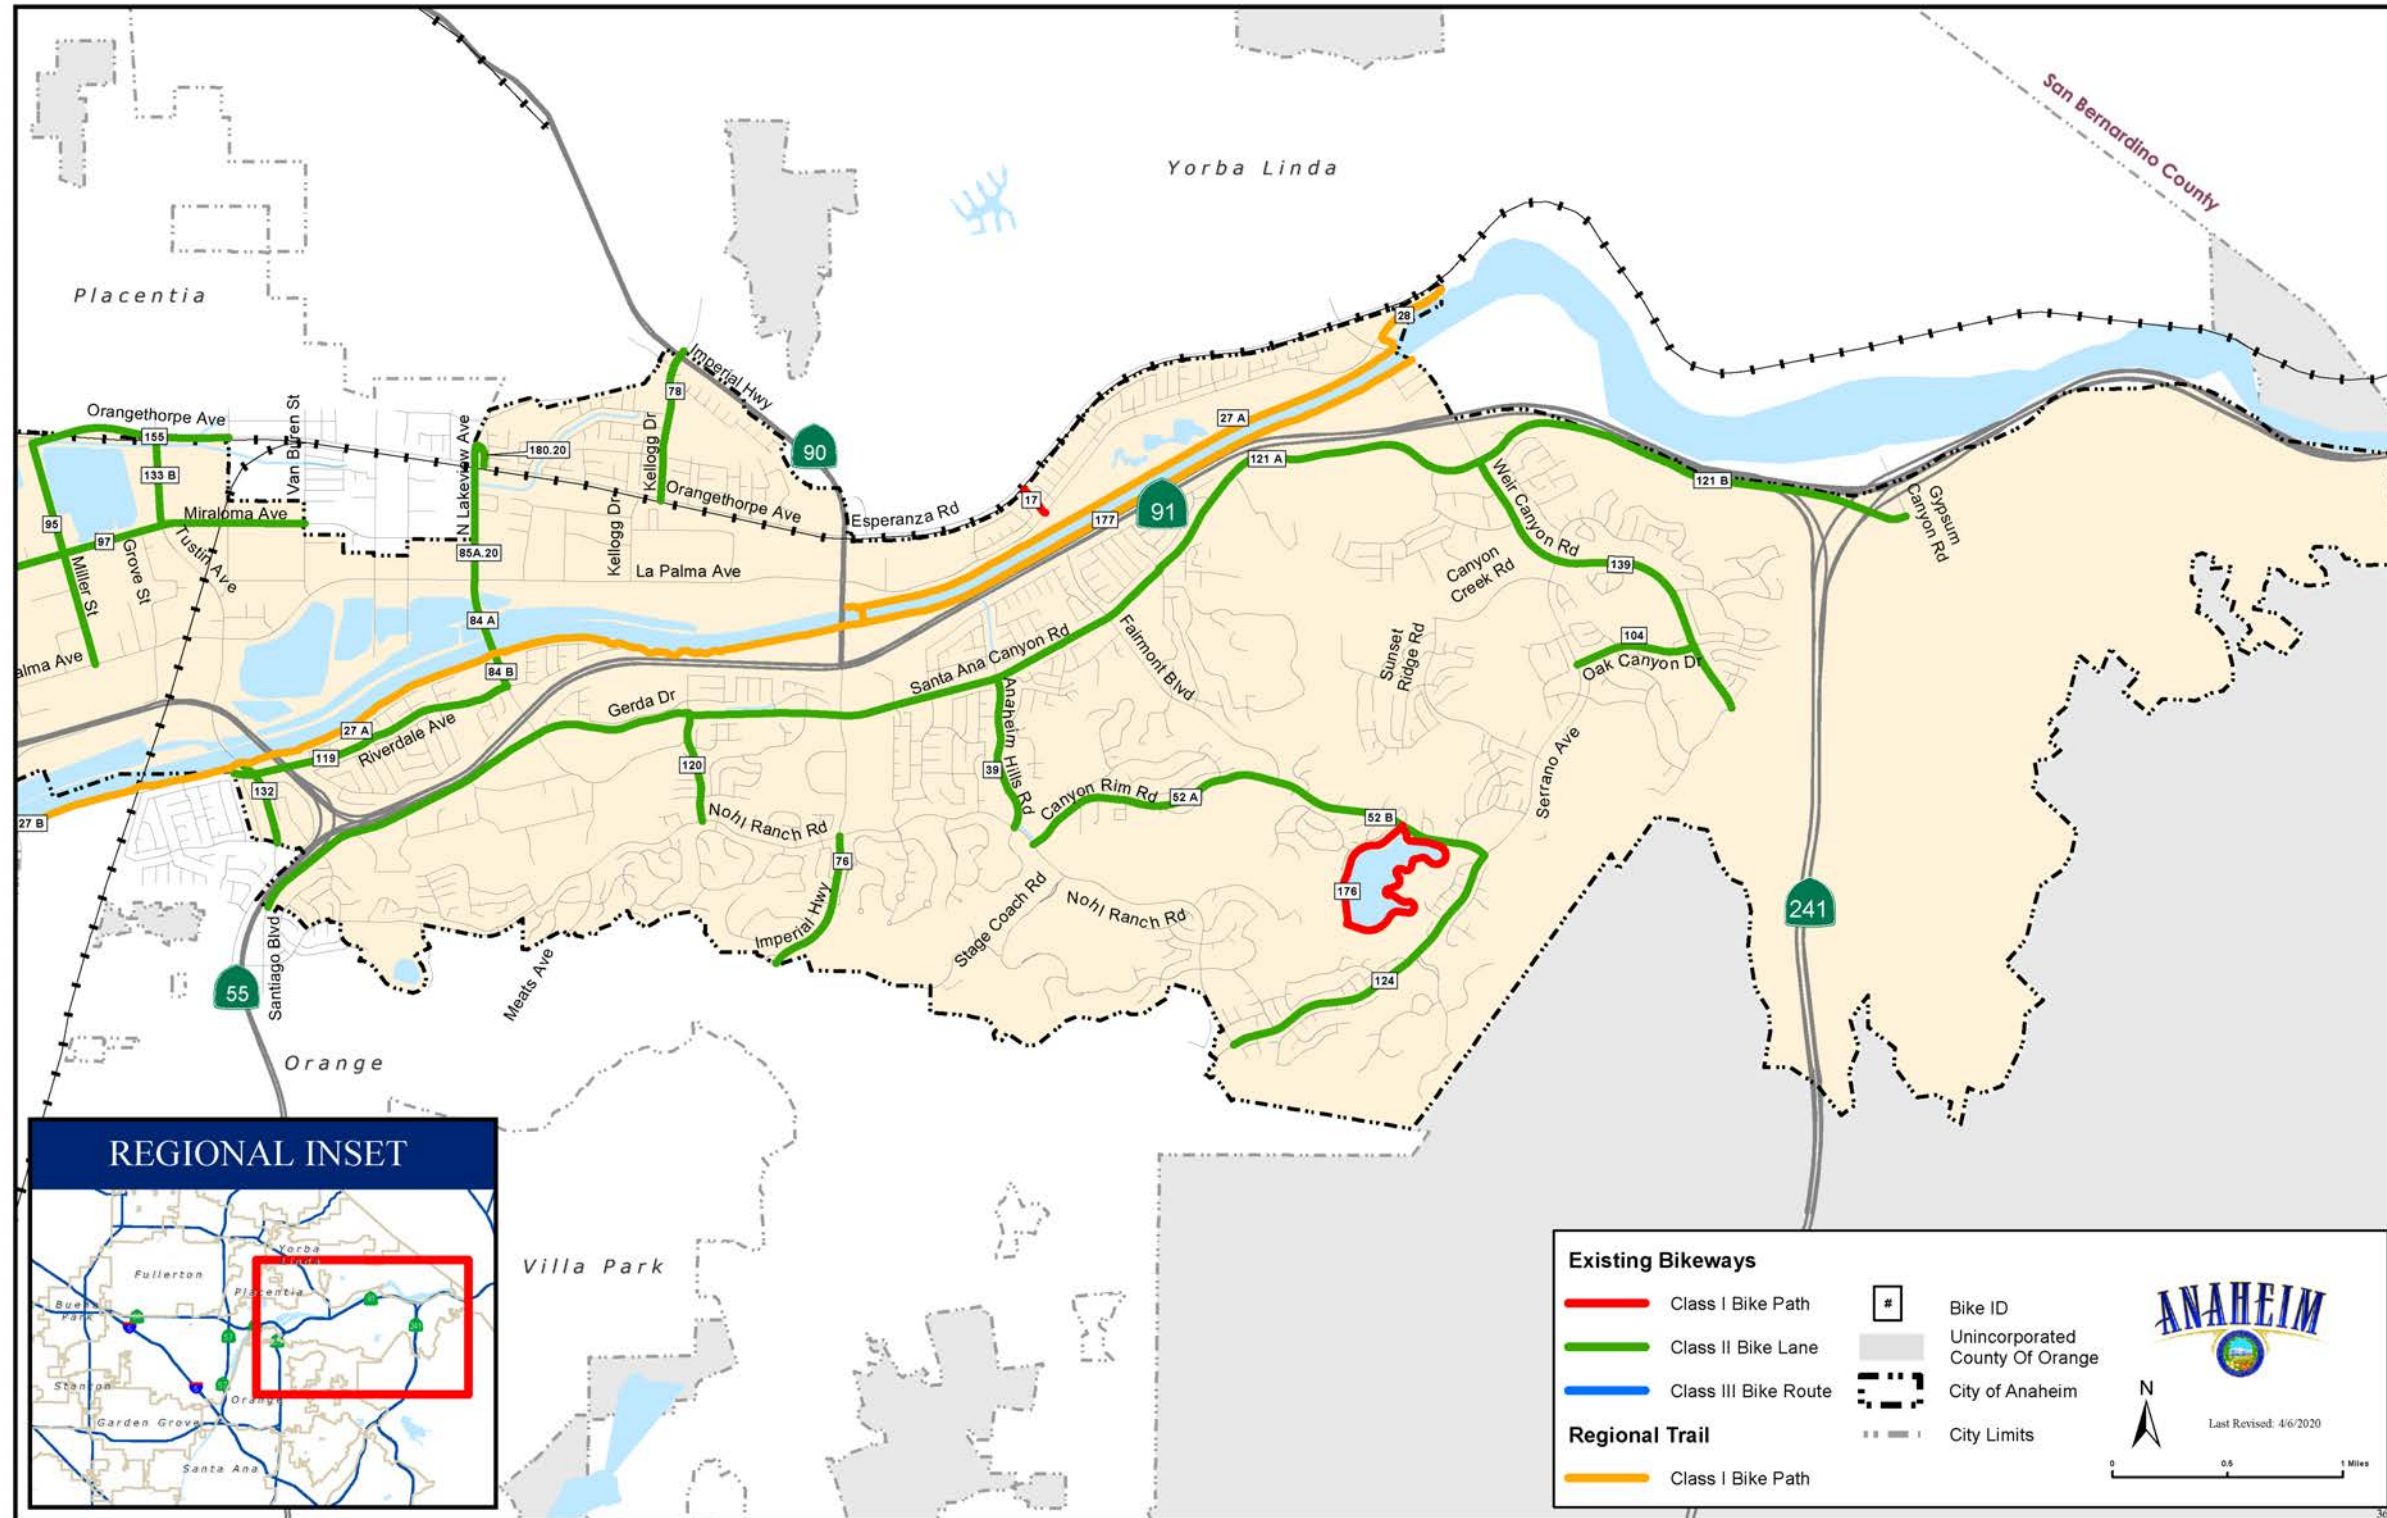 San Bernardino County
Yorba Linda
Placentia
28
Imperial Hwy
78
Orangethorpe Ave
155
Van Buren St
N Lakeview Ave
180.20
Kellogg Dr
90
27 A
121 A
133 B
Orangethorpe Ave
17
Esperanza Rd
91
177
Weir Canyon Rd
121 B
Gypsum
Canyon Rd
95
Miraloma Ave
97
Grove St
Tustin Ave
Miller St
85A.20
Kellogg Dr
La Palma Ave
Canyon
Creek Rd
139
84 A
Fairmont Blvd
Santa Ana Canyon Rd
Sunset
Ridge Rd
104
Oak Canyon Dr
alma Ave
84 B
Gerda Dr
Anaheim Hills Rd
27 A
Riverdale Ave
119
120
39
Serrano Ave
132
Canyon Rim Rd
52 A
27 B
Nohl Ranch Rd
52 B
76
176
Imperial Hwy
Stage Coach Rd
Nohl Ranch Rd
241
55
Santiago Blvd
Meats Ave
124
Orange
Villa Park
REGIONAL INSET
Yorba
Fullerton
Placentia
Buena
Park
91
241
57
Stanton
Orange
Garden Grove
Santa Ana
Existing Bikeways
Class I Bike Path
Class II Bike Lane
Class III Bike Route
Regional Trail
Class I Bike Path
# Bike ID
Unincorporated
County Of Orange
City of Anaheim
City Limits
ANAHEIM
N
Last Revised: 4/6/2020
0 0.5 1 Miles